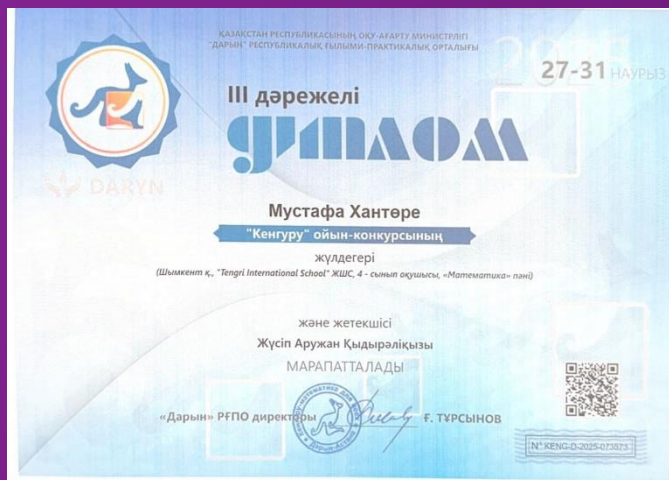 ҚАЗАҚСТАН РЕСПУБЛИКАСЫНЫҢ ОҚУ-АҒАРТУ МИНИСТРЛІГІ
"ДАРЫН" РЕСПУБЛИКАЛЫҚ ҒЫЛЫМИ-ПРАКТИКАЛЫҚ ОРТАЛЫҒЫ
27-31 НАУРЫЗ
III дәрежелі
ДИПЛОМ
DARYN
Мустафа Хантөре
"Кенгуру" ойын-конкурсының
жүлдегері
(Шымкент қ., "Tengri International School" ЖШС, 4 - сынып оқушысы, «Математика» пәні)
және жетекшісі
Жүсіп Аружан Қыдырәліқызы
МАРАПАТТАЛАДЫ
«Дарын» РҒПО директоры Ғ. ТҰРСЫНОВ
N° KENG-D-2025-073573